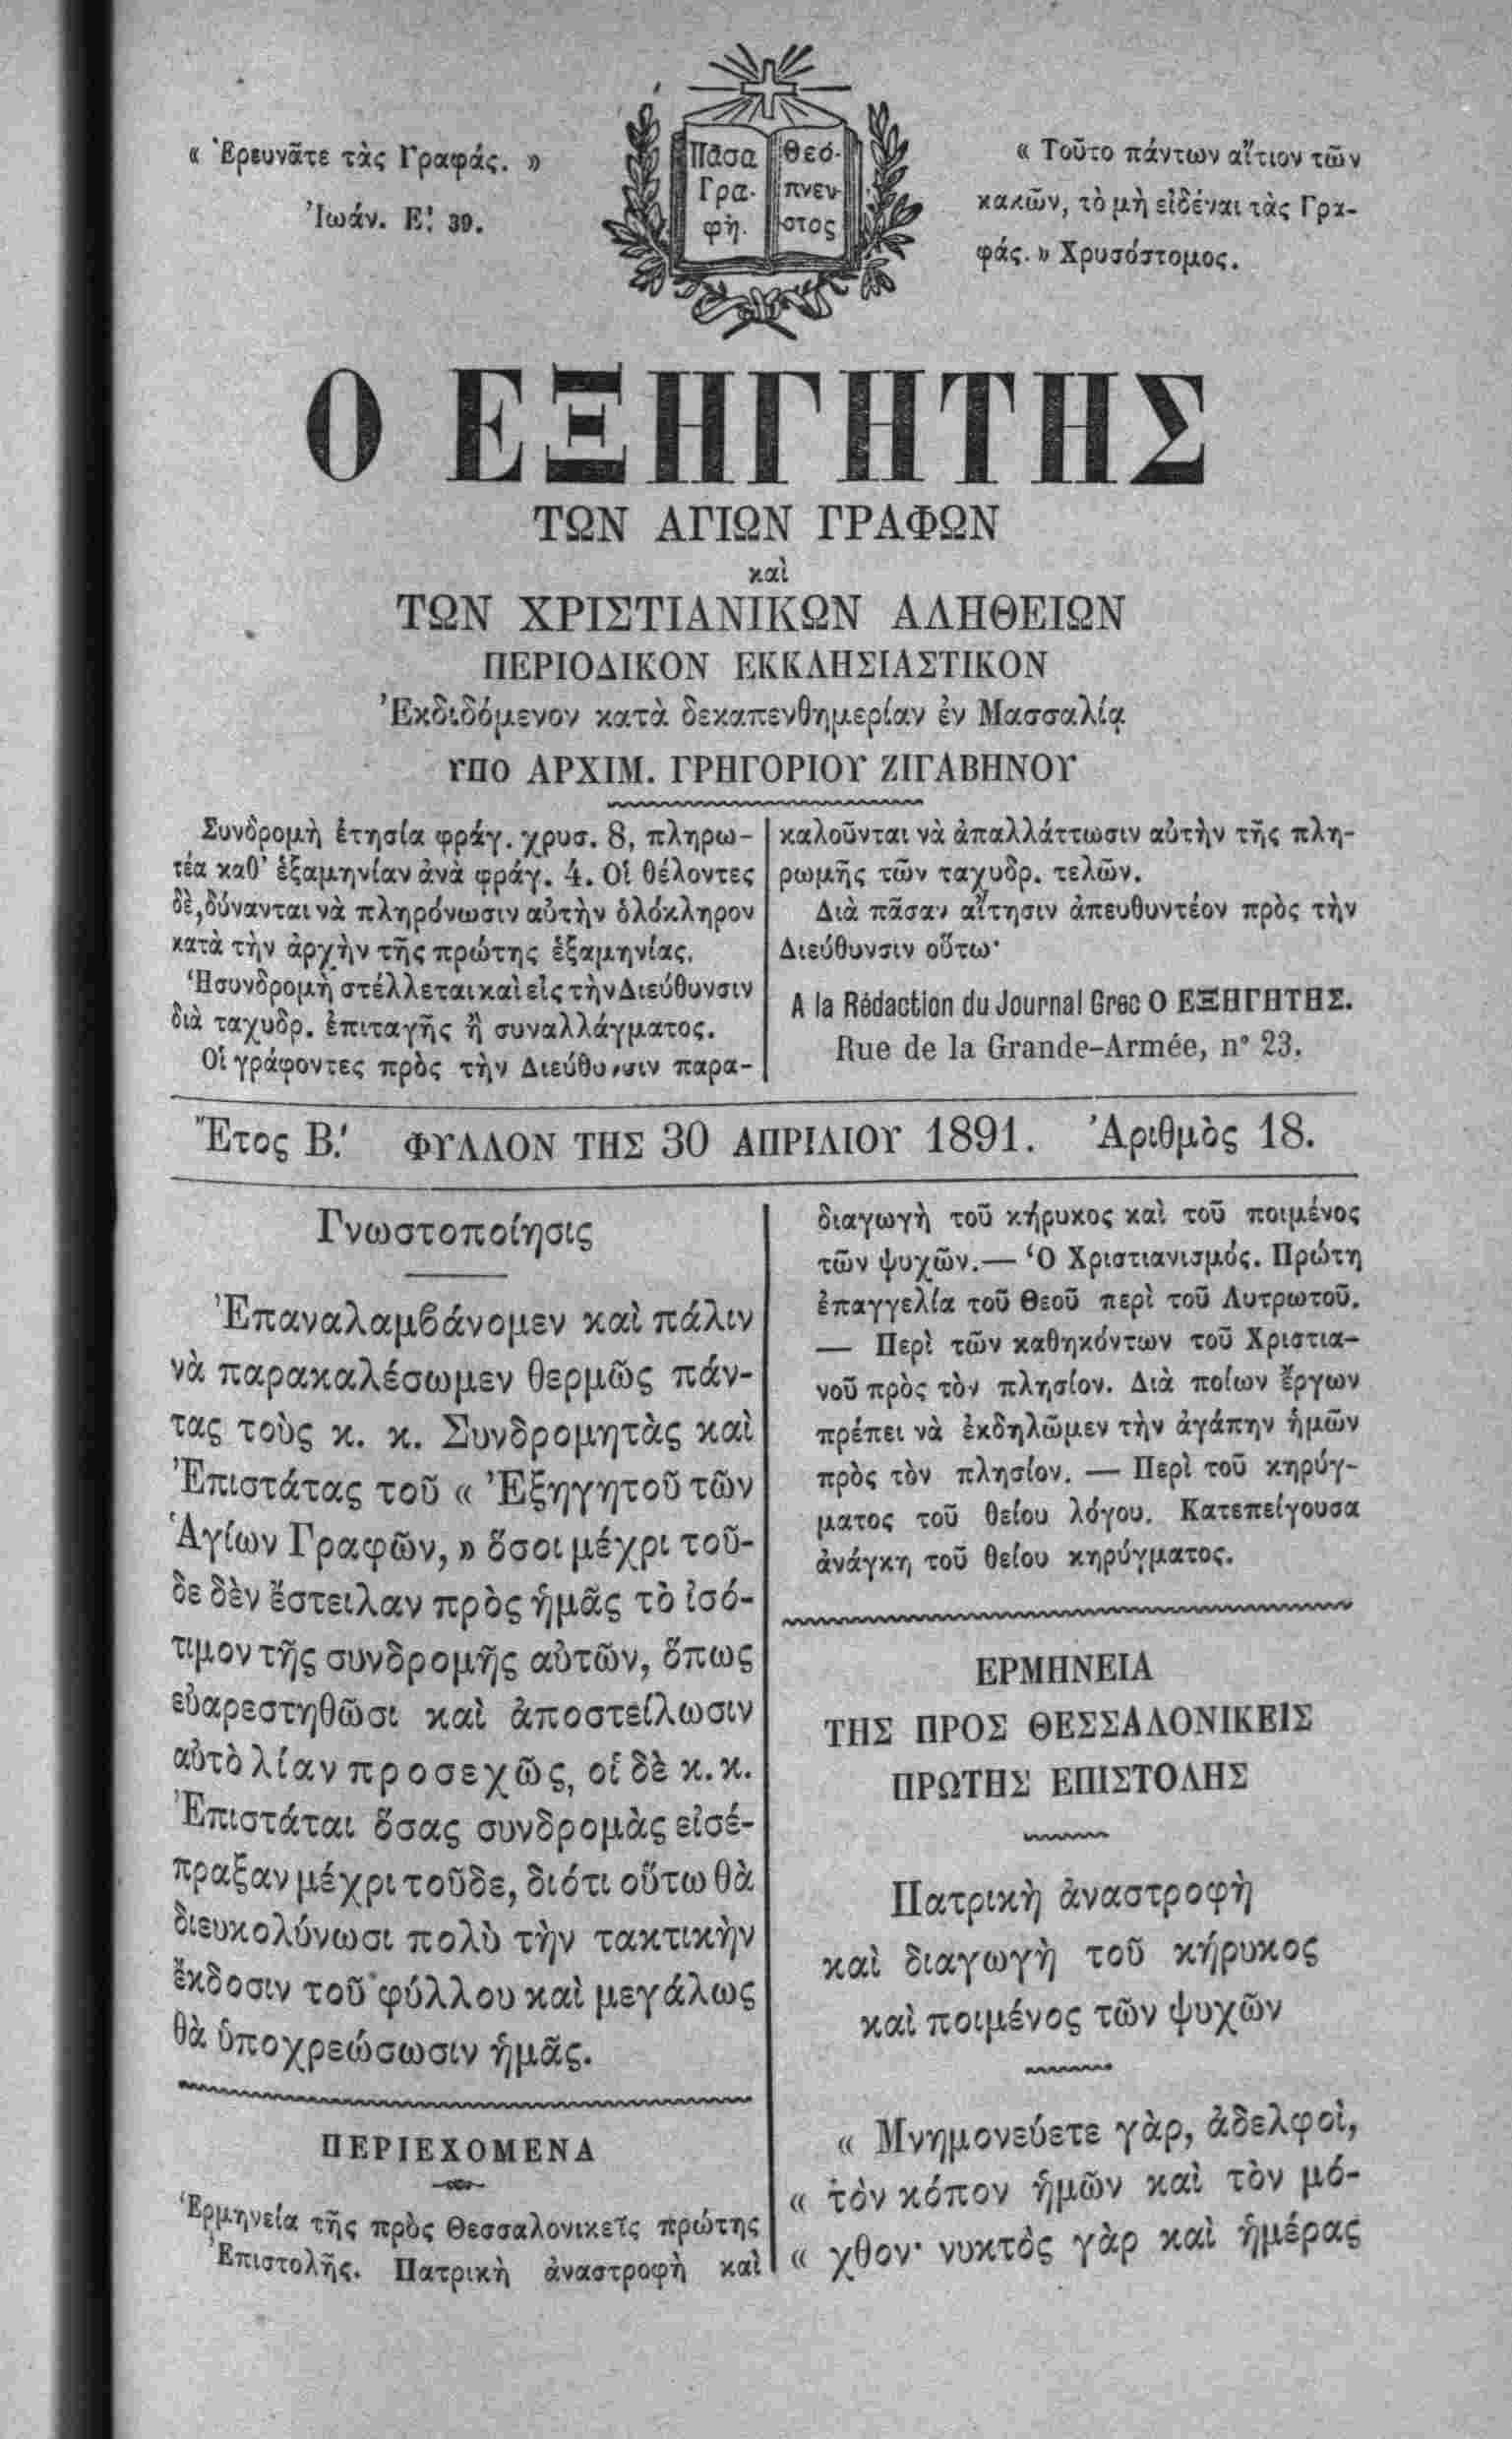 « Ἐρευνᾶτε τὰς Γραφάς. »
Ἰωάν. Ε΄. 39.
Πᾶσα
Γρα-
φὴ.
Θεό-
πνευ-
στος
« Τοῦτο πάντων αἴτιον τῶν
κακῶν, τὸ μὴ εἰδέναι τὰς Γρα-
φάς. » Χρυσόστομος.
Ο ΕΞΗΓΗΤΗΣ
ΤΩΝ ΑΓΙΩΝ ΓΡΑΦΩΝ
καὶ
ΤΩΝ ΧΡΙΣΤΙΑΝΙΚΩΝ ΑΛΗΘΕΙΩΝ
ΠΕΡΙΟΔΙΚΟΝ ΕΚΚΛΗΣΙΑΣΤΙΚΟΝ
Ἐκδιδόμενον κατὰ δεκαπενθημερίαν ἐν Μασσαλίᾳ
ΥΠΟ ΑΡΧΙΜ. ΓΡΗΓΟΡΙΟΥ ΖΙΓΑΒΗΝΟΥ
Συνδρομὴ ἐτησία φράγ. χρυσ. 8, πληρω-
τέα καθ' ἑξαμηνίαν ἀνὰ φράγ. 4. Οἱ θέλοντες
δὲ, δύνανται νὰ πληρόνωσιν αὐτὴν ὁλόκληρον
κατὰ τὴν ἀρχὴν τῆς πρώτης ἑξαμηνίας.
Ἡ συνδρομὴ στέλλεται καὶ εἰς τὴν Διεύθυνσιν
διὰ ταχυδρ. ἐπιταγῆς ἢ συναλλάγματος.
Οἱ γράφοντες πρὸς τὴν Διεύθυνσιν παρα-
καλοῦνται νὰ ἀπαλλάττωσιν αὐτὴν τῆς πλη-
ρωμῆς τῶν ταχυδρ. τελῶν.
Διὰ πᾶσαν αἴτησιν ἀπευθυντέον πρὸς τὴν
Διεύθυνσιν οὕτω·
A la Rédaction du Journal Grec Ο ΕΞΗΓΗΤΗΣ.
Rue de la Grande-Armée, n° 23.
Ἔτος Β΄. ΦΥΛΛΟΝ ΤΗΣ 30 ΑΠΡΙΛΙΟΥ 1891. Ἀριθμὸς 18.
Γνωστοποίησις
Ἐπαναλαμβάνομεν καὶ πάλιν
νὰ παρακαλέσωμεν θερμῶς πάν-
τας τοὺς κ. κ. Συνδρομητὰς καὶ
Ἐπιστάτας τοῦ « Ἐξηγητοῦ τῶν
Ἁγίων Γραφῶν, » ὅσοι μέχρι τοῦ-
δε δὲν ἔστειλαν πρὸς ἡμᾶς τὸ ἰσό-
τιμον τῆς συνδρομῆς αὐτῶν, ὅπως
εὐαρεστηθῶσι καὶ ἀποστείλωσιν
αὐτὸ λίαν προσεχῶς, οἱ δὲ κ. κ.
Ἐπιστάται ὅσας συνδρομὰς εἰσέ-
πραξαν μέχρι τοῦδε, διότι οὕτω θὰ
διευκολύνωσι πολὺ τὴν τακτικὴν
ἔκδοσιν τοῦ φύλλου καὶ μεγάλως
θὰ ὑποχρεώσωσιν ἡμᾶς.
ΠΕΡΙΕΧΟΜΕΝΑ
Ἑρμηνεία τῆς πρὸς Θεσσαλονικεῖς πρώτης
Ἐπιστολῆς. Πατρικὴ ἀναστροφὴ καὶ
διαγωγὴ τοῦ κήρυκος καὶ τοῦ ποιμένος
τῶν ψυχῶν.— Ὁ Χριστιανισμός. Πρώτη
ἐπαγγελία τοῦ Θεοῦ περὶ τοῦ Λυτρωτοῦ.
— Περὶ τῶν καθηκόντων τοῦ Χριστια-
νοῦ πρὸς τὸν πλησίον. Διὰ ποίων ἔργων
πρέπει νὰ ἐκδηλῶμεν τὴν ἀγάπην ἡμῶν
πρὸς τὸν πλησίον. — Περὶ τοῦ κηρύγ-
ματος τοῦ θείου λόγου. Κατεπείγουσα
ἀνάγκη τοῦ θείου κηρύγματος.
ΕΡΜΗΝΕΙΑ
ΤΗΣ ΠΡΟΣ ΘΕΣΣΑΛΟΝΙΚΕΙΣ
ΠΡΩΤΗΣ ΕΠΙΣΤΟΛΗΣ
Πατρικὴ ἀναστροφὴ
καὶ διαγωγὴ τοῦ κήρυκος
καὶ ποιμένος τῶν ψυχῶν
« Μνημονεύετε γὰρ, ἀδελφοὶ,
« τὸν κόπον ἡμῶν καὶ τὸν μό-
« χθον· νυκτὸς γὰρ καὶ ἡμέρας